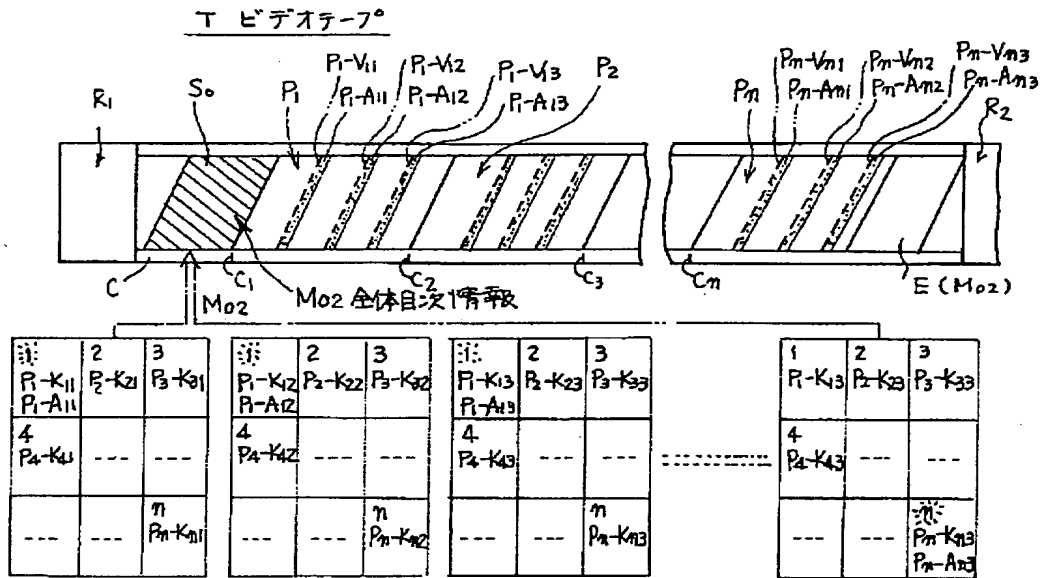 T ビデオテープ
R1
S0
P1
P1-V11
P1-A11
P1-V12
P1-A12
P1-V13
P1-A13
P2
Pn
Pn-Vn1
Pn-An1
Pn-Vn2
Pn-An2
Pn-Vn3
Pn-An3
R2
C
C1
C2
C3
Cn
E (M02)
M02
M02 全体目次情報
1 2 3
P1-K11 P2-K21 P3-K31
P1-A11
4
P4-K41 --- ---
n
--- --- Pn-Kn1
1 2 3
P1-K12 P2-K22 P3-K32
P1-A12
4
P4-K42 --- ---
n
--- --- Pn-Kn2
1 2 3
P1-K13 P2-K23 P3-K33
P1-A13
4
P4-K43 --- ---
n
--- --- Pn-Kn3
1 2 3
P1-K13 P2-K23 P3-K33
4
P4-K43 --- ---
n
--- --- Pn-Kn3
Pn-An3